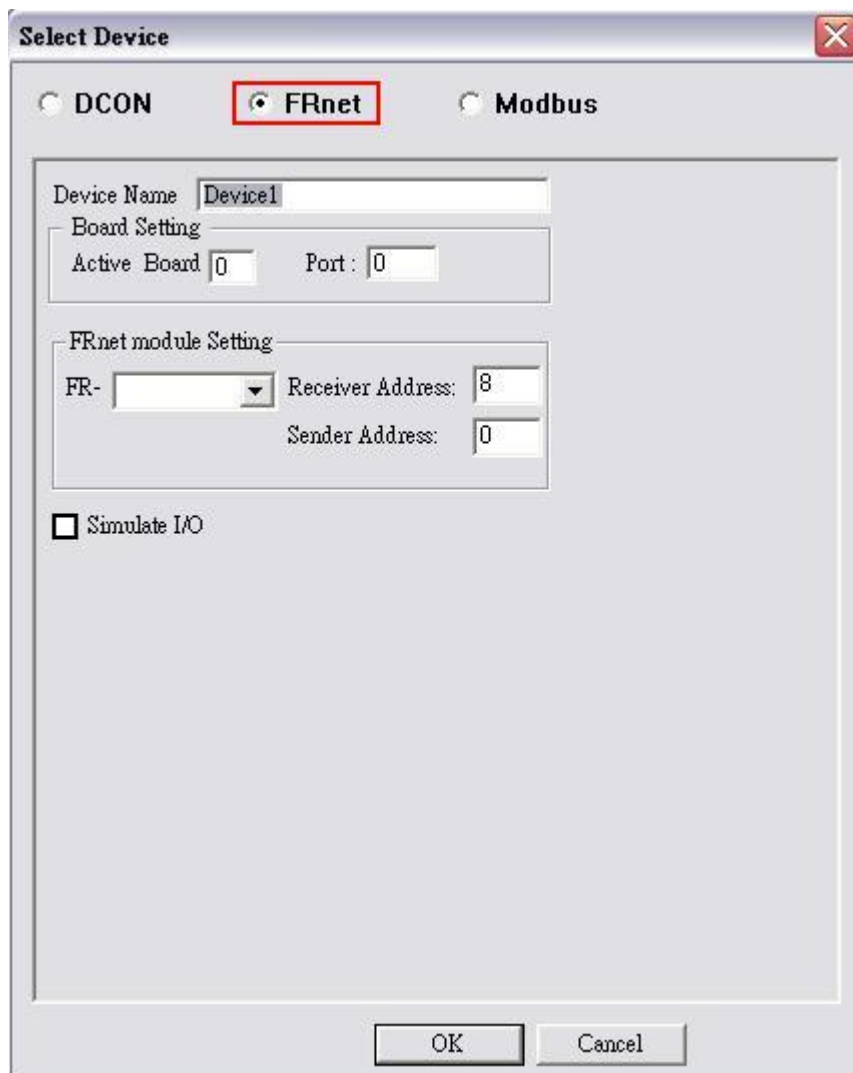 Select Device
DCON FRnet Modbus
Device Name Device1
Board Setting
Active Board 0 Port : 0
FRnet module Setting
FR- Receiver Address: 8
Sender Address: 0
Simulate I/O
OK Cancel